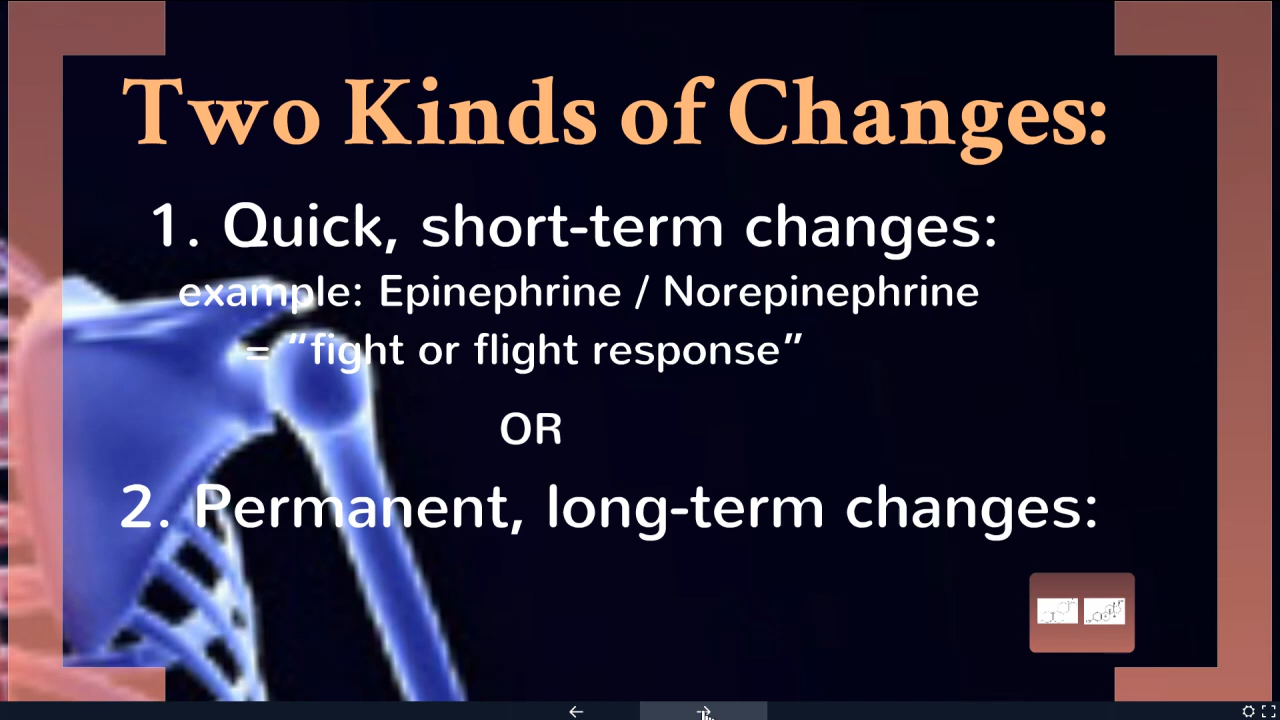 Two Kinds of Changes:
1. Quick, short-term changes:
example: Epinephrine / Norepinephrine
= “fight or flight response”
OR
2. Permanent, long-term changes: